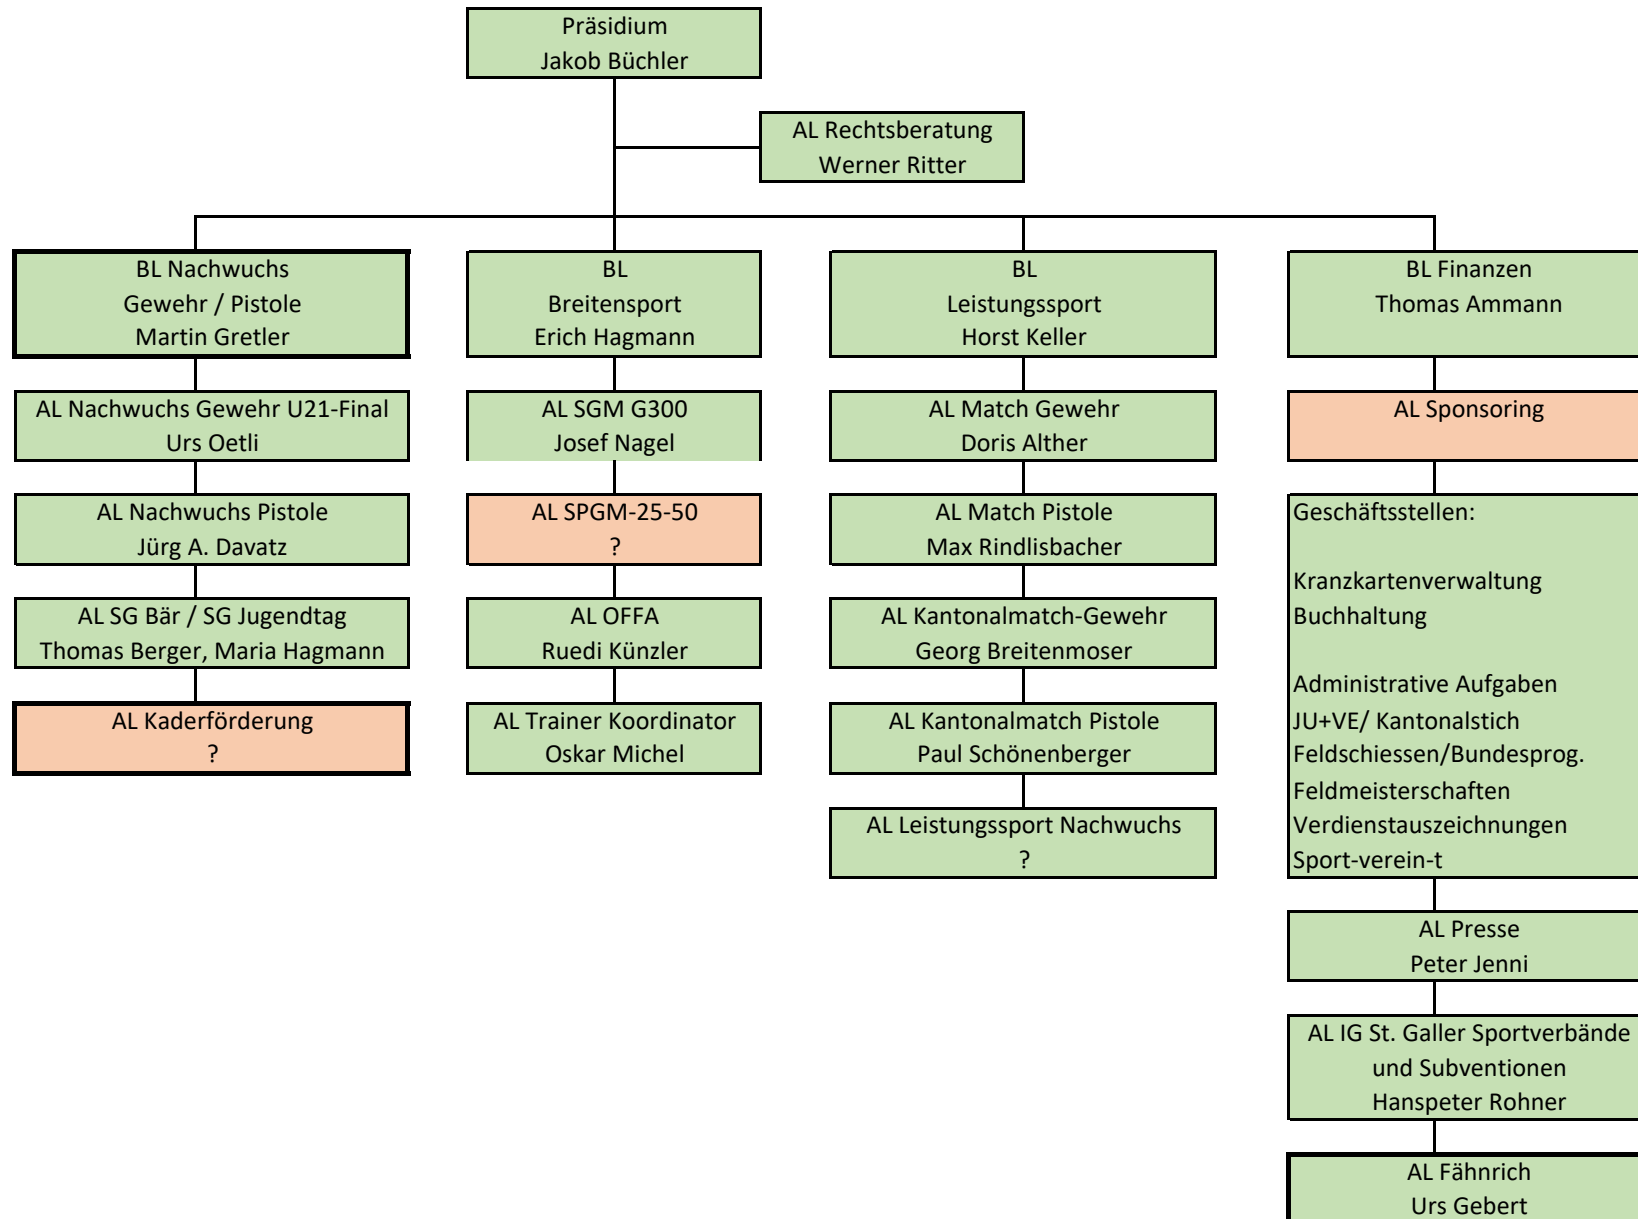 Präsidium
Jakob Büchler
AL Rechtsberatung
Werner Ritter
BL Nachwuchs
Gewehr / Pistole
Martin Gretler
AL Nachwuchs Gewehr U21-Final
Urs Oetli
AL Nachwuchs Pistole
Jürg A. Davatz
AL SG Bär / SG Jugendtag
Thomas Berger, Maria Hagmann
AL Kaderförderung
?
BL
Breitensport
Erich Hagmann
AL SGM G300
Josef Nagel
AL SPGM-25-50
?
AL OFFA
Ruedi Künzler
AL Trainer Koordinator
Oskar Michel
BL
Leistungssport
Horst Keller
AL Match Gewehr
Doris Alther
AL Match Pistole
Max Rindlisbacher
AL Kantonalmatch-Gewehr
Georg Breitenmoser
AL Kantonalmatch Pistole
Paul Schönenberger
AL Leistungssport Nachwuchs
?
BL Finanzen
Thomas Ammann
AL Sponsoring
Geschäftsstellen:
Kranzkartenverwaltung
Buchhaltung
Administrative Aufgaben
JU+VE/ Kantonalstich
Feldschiessen/Bundesprog.
Feldmeisterschaften
Verdienstauszeichnungen
Sport-verein-t
AL Presse
Peter Jenni
AL IG St. Galler Sportverbände
und Subventionen
Hanspeter Rohner
AL Fähnrich
Urs Gebert